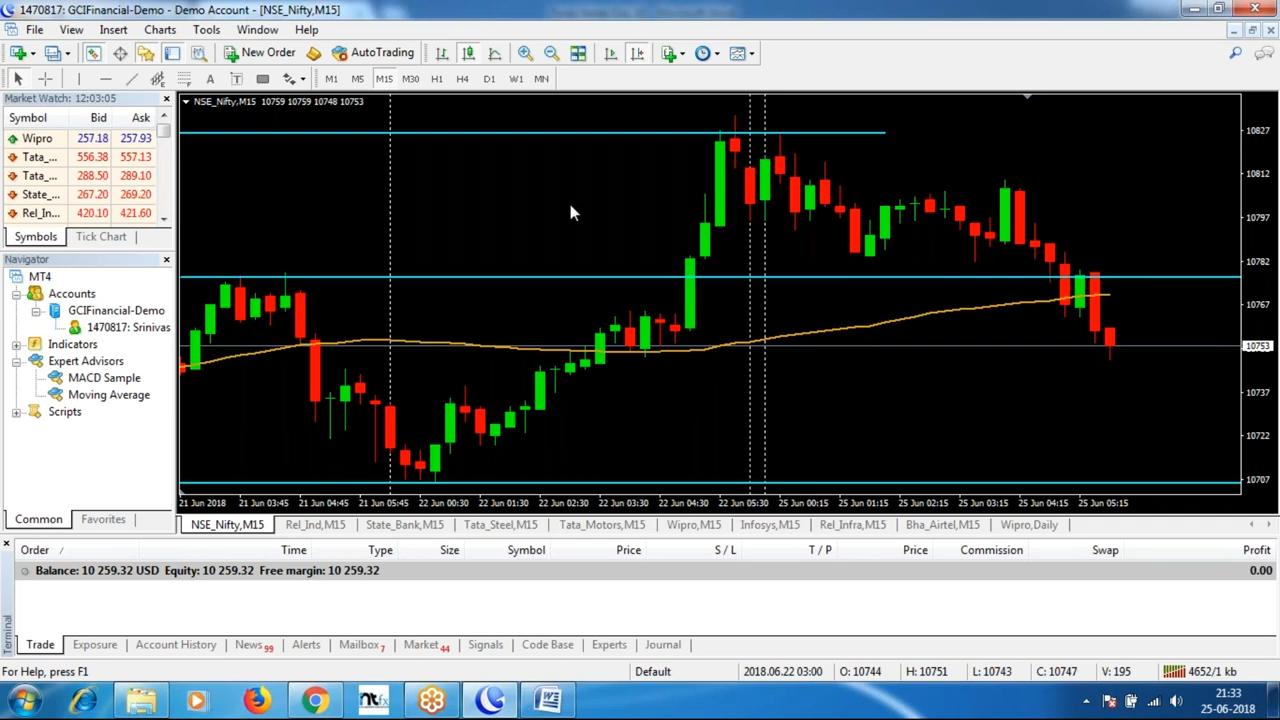 1470817: GCIFinancial-Demo - Demo Account - [NSE_Nifty,M15]
File View Insert Charts Tools Window Help
New Order AutoTrading
A T M1 M5 M15 M30 H1 H4 D1 W1 MN
Market Watch: 12:03:05
Symbol Bid Ask
Wipro 257.18 257.93
Tata_... 556.38 557.13
Tata_... 288.50 289.10
State_... 267.20 269.20
Rel_In... 420.10 421.60
Symbols Tick Chart
Navigator
MT4
Accounts
GCIFinancial-Demo
1470817: Srinivas
Indicators
Expert Advisors
MACD Sample
Moving Average
Scripts
Common Favorites
NSE_Nifty,M15 10759 10759 10748 10753
10827
10812
10797
10782
10767
10753
10737
10722
10707
21 Jun 2018 21 Jun 03:45 21 Jun 04:45 21 Jun 05:45 22 Jun 00:30 22 Jun 01:30 22 Jun 02:30 22 Jun 03:30 22 Jun 04:30 22 Jun 05:30 25 Jun 00:15 25 Jun 01:15 25 Jun 02:15 25 Jun 03:15 25 Jun 04:15 25 Jun 05:15
NSE_Nifty,M15 Rel_Ind,M15 State_Bank,M15 Tata_Steel,M15 Tata_Motors,M15 Wipro,M15 Infosys,M15 Rel_Infra,M15 Bha_Airtel,M15 Wipro,Daily
Order / Time Type Size Symbol Price S / L T / P Price Commission Swap Profit
Balance: 10 259.32 USD Equity: 10 259.32 Free margin: 10 259.32 0.00
Terminal
Trade Exposure Account History News 99 Alerts Mailbox 7 Market 44 Signals Code Base Experts Journal
For Help, press F1 Default 2018.06.22 03:00 O: 10744 H: 10751 L: 10743 C: 10747 V: 195 4652/1 kb
ntfx
21:33
25-06-2018